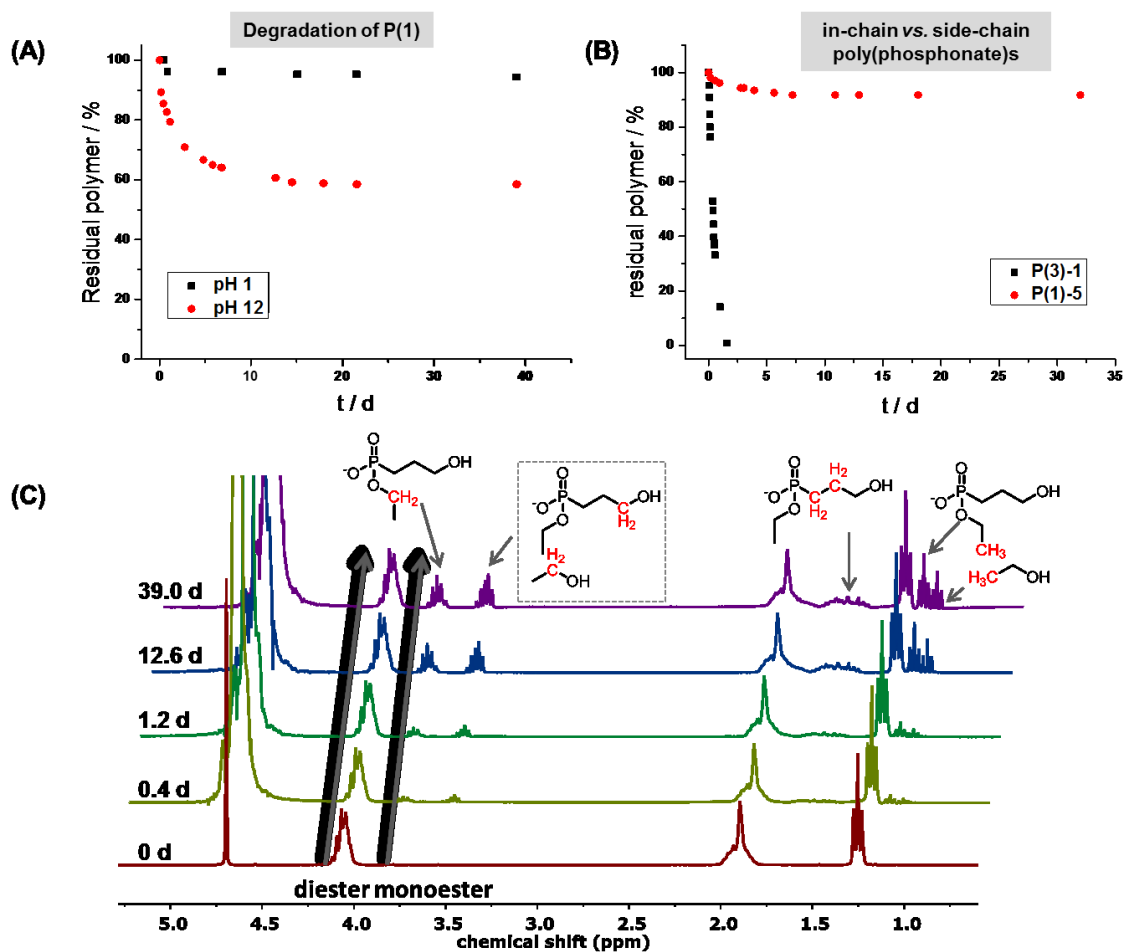 (A)
Degradation of P(1)
Residual polymer / %
100
80
60
40
20
0
pH 1
pH 12
0
10
20
30
40
t / d
(B)
in-chain vs. side-chain
poly(phosphonate)s
residual polymer / %
100
80
60
40
20
0
P(3)-1
P(1)-5
0
5
10
15
20
25
30
35
t / d
(C)
O
-O P OH
O CH2
O
-O P OH
O CH2
H2
C
OH
O H2
-O P C OH
O C
H2
O
-O P OH
O
CH3
H3C OH
39.0 d
12.6 d
1.2 d
0.4 d
0 d
diester monoester
5.0 4.5 4.0 3.5 3.0 2.5 2.0 1.5 1.0
chemical shift (ppm)